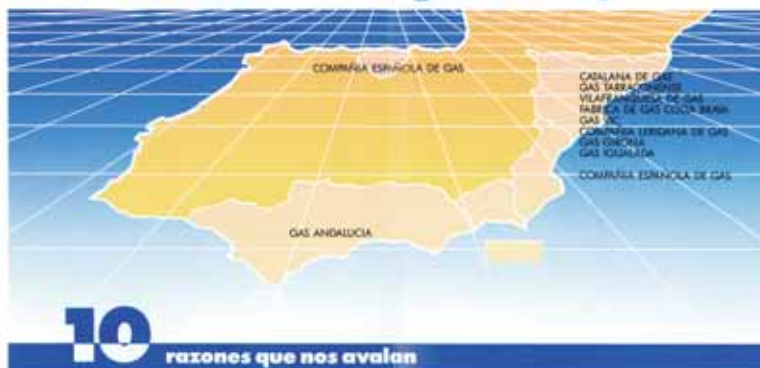 COMPAÑIA ESPAÑOLA DE GAS
CATALANA DE GAS
GAS TARRACONENSE
VILAFRANQUESA DE GAS
FABRICA DE GAS COSTA BRAVA
GAS VIC
COMPAÑIA LERIDANA DE GAS
GAS GIRONA
GAS IGUALADA
COMPAÑIA ESPAÑOLA DE GAS
GAS ANDALUCIA
10
razones que nos avalan